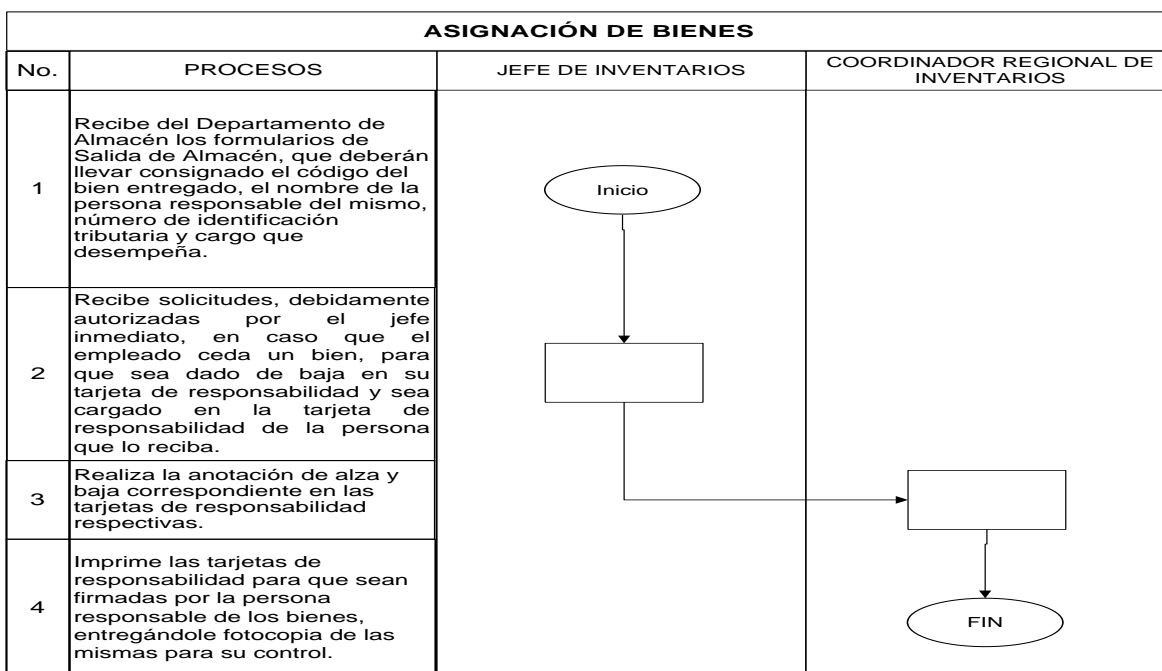 ASIGNACIÓN DE BIENES
No.
PROCESOS
JEFE DE INVENTARIOS
COORDINADOR REGIONAL DE
INVENTARIOS
1
Recibe del Departamento de
Almacén los formularios de
Salida de Almacén, que deberán
llevar consignado el código del
bien entregado, el nombre de la
persona responsable del mismo,
número de identificación
tributaria y cargo que
desempeña.
Inicio
2
Recibe solicitudes, debidamente
autorizadas por el jefe
inmediato, en caso que el
empleado ceda un bien, para
que sea dado de baja en su
tarjeta de responsabilidad y sea
cargado en la tarjeta de
responsabilidad de la persona
que lo reciba.
3
Realiza la anotación de alza y
baja correspondiente en las
tarjetas de responsabilidad
respectivas.
4
Imprime las tarjetas de
responsabilidad para que sean
firmadas por la persona
responsable de los bienes,
entregándole fotocopia de las
mismas para su control.
FIN